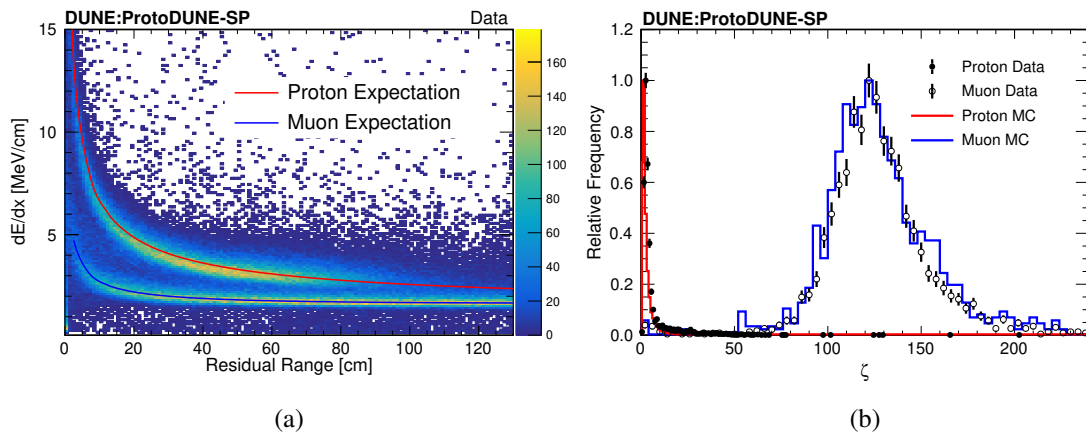 DUNE:ProtoDUNE-SP
Data
dE/dx [MeV/cm]
15
10
5
0
20
40
60
80
100
120
Residual Range [cm]
Proton Expectation
Muon Expectation
160
140
120
100
80
60
40
20
0
(a)
DUNE:ProtoDUNE-SP
Relative Frequency
1.2
1.0
0.8
0.6
0.4
0.2
0.0
0
50
100
150
200
ζ
Proton Data
Muon Data
Proton MC
Muon MC
(b)